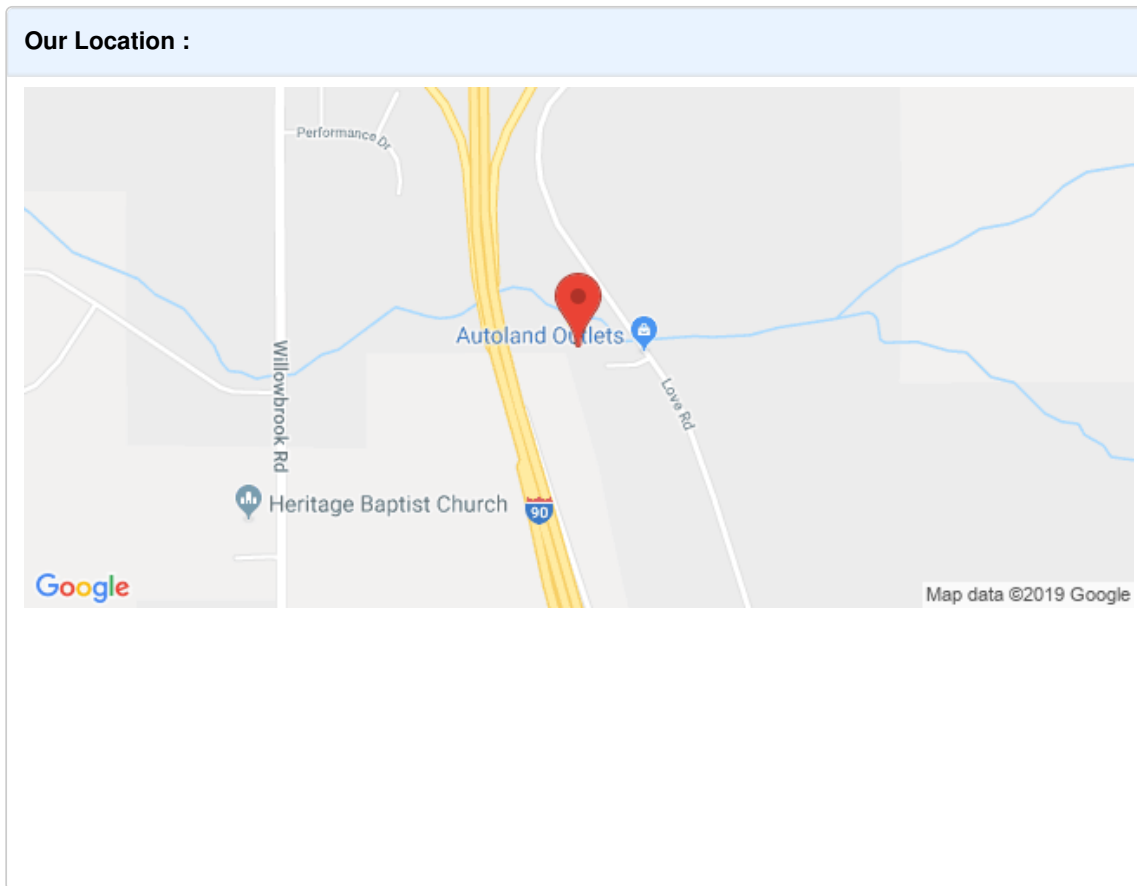 Our Location :
Performance Dr
Autoland Outlets
Willowbrook Rd
Love Rd
Heritage Baptist Church
90
Google
Map data ©2019 Google